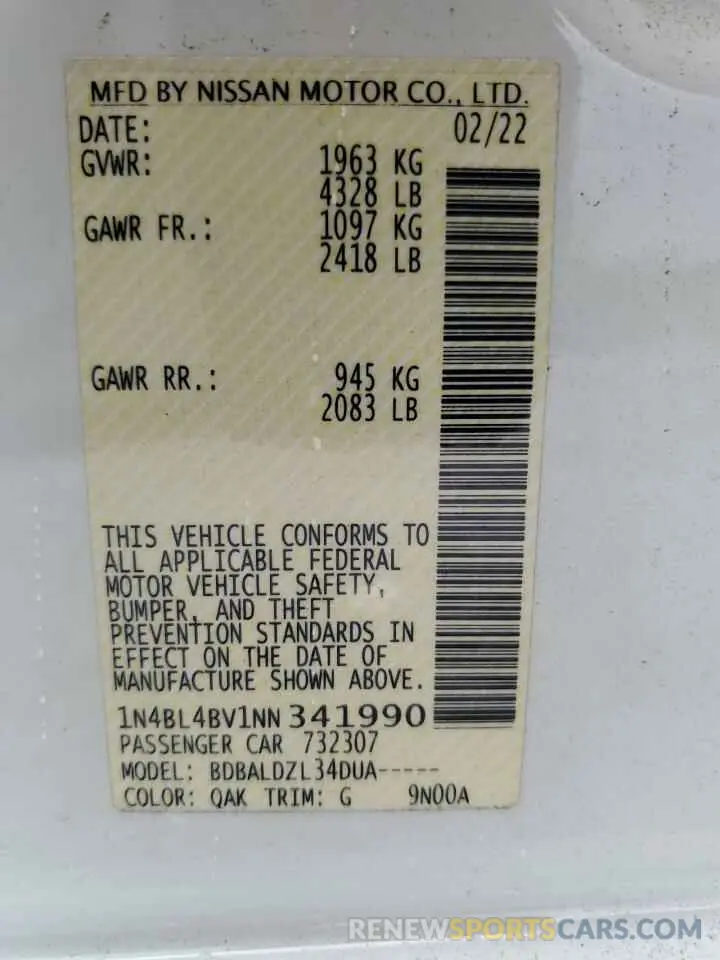 MFD BY NISSAN MOTOR CO., LTD.
DATE: 02/22
GVWR: 1963 KG
4328 LB
GAWR FR.: 1097 KG
2418 LB
GAWR RR.: 945 KG
2083 LB
THIS VEHICLE CONFORMS TO
ALL APPLICABLE FEDERAL
MOTOR VEHICLE SAFETY,
BUMPER, AND THEFT
PREVENTION STANDARDS IN
EFFECT ON THE DATE OF
MANUFACTURE SHOWN ABOVE.
1N4BL4BV1NN 341990
PASSENGER CAR 732307
MODEL: BDBALDZL34DUA-----
COLOR: QAK TRIM: G 9N00A
RENEWSPORTSCARS.COM